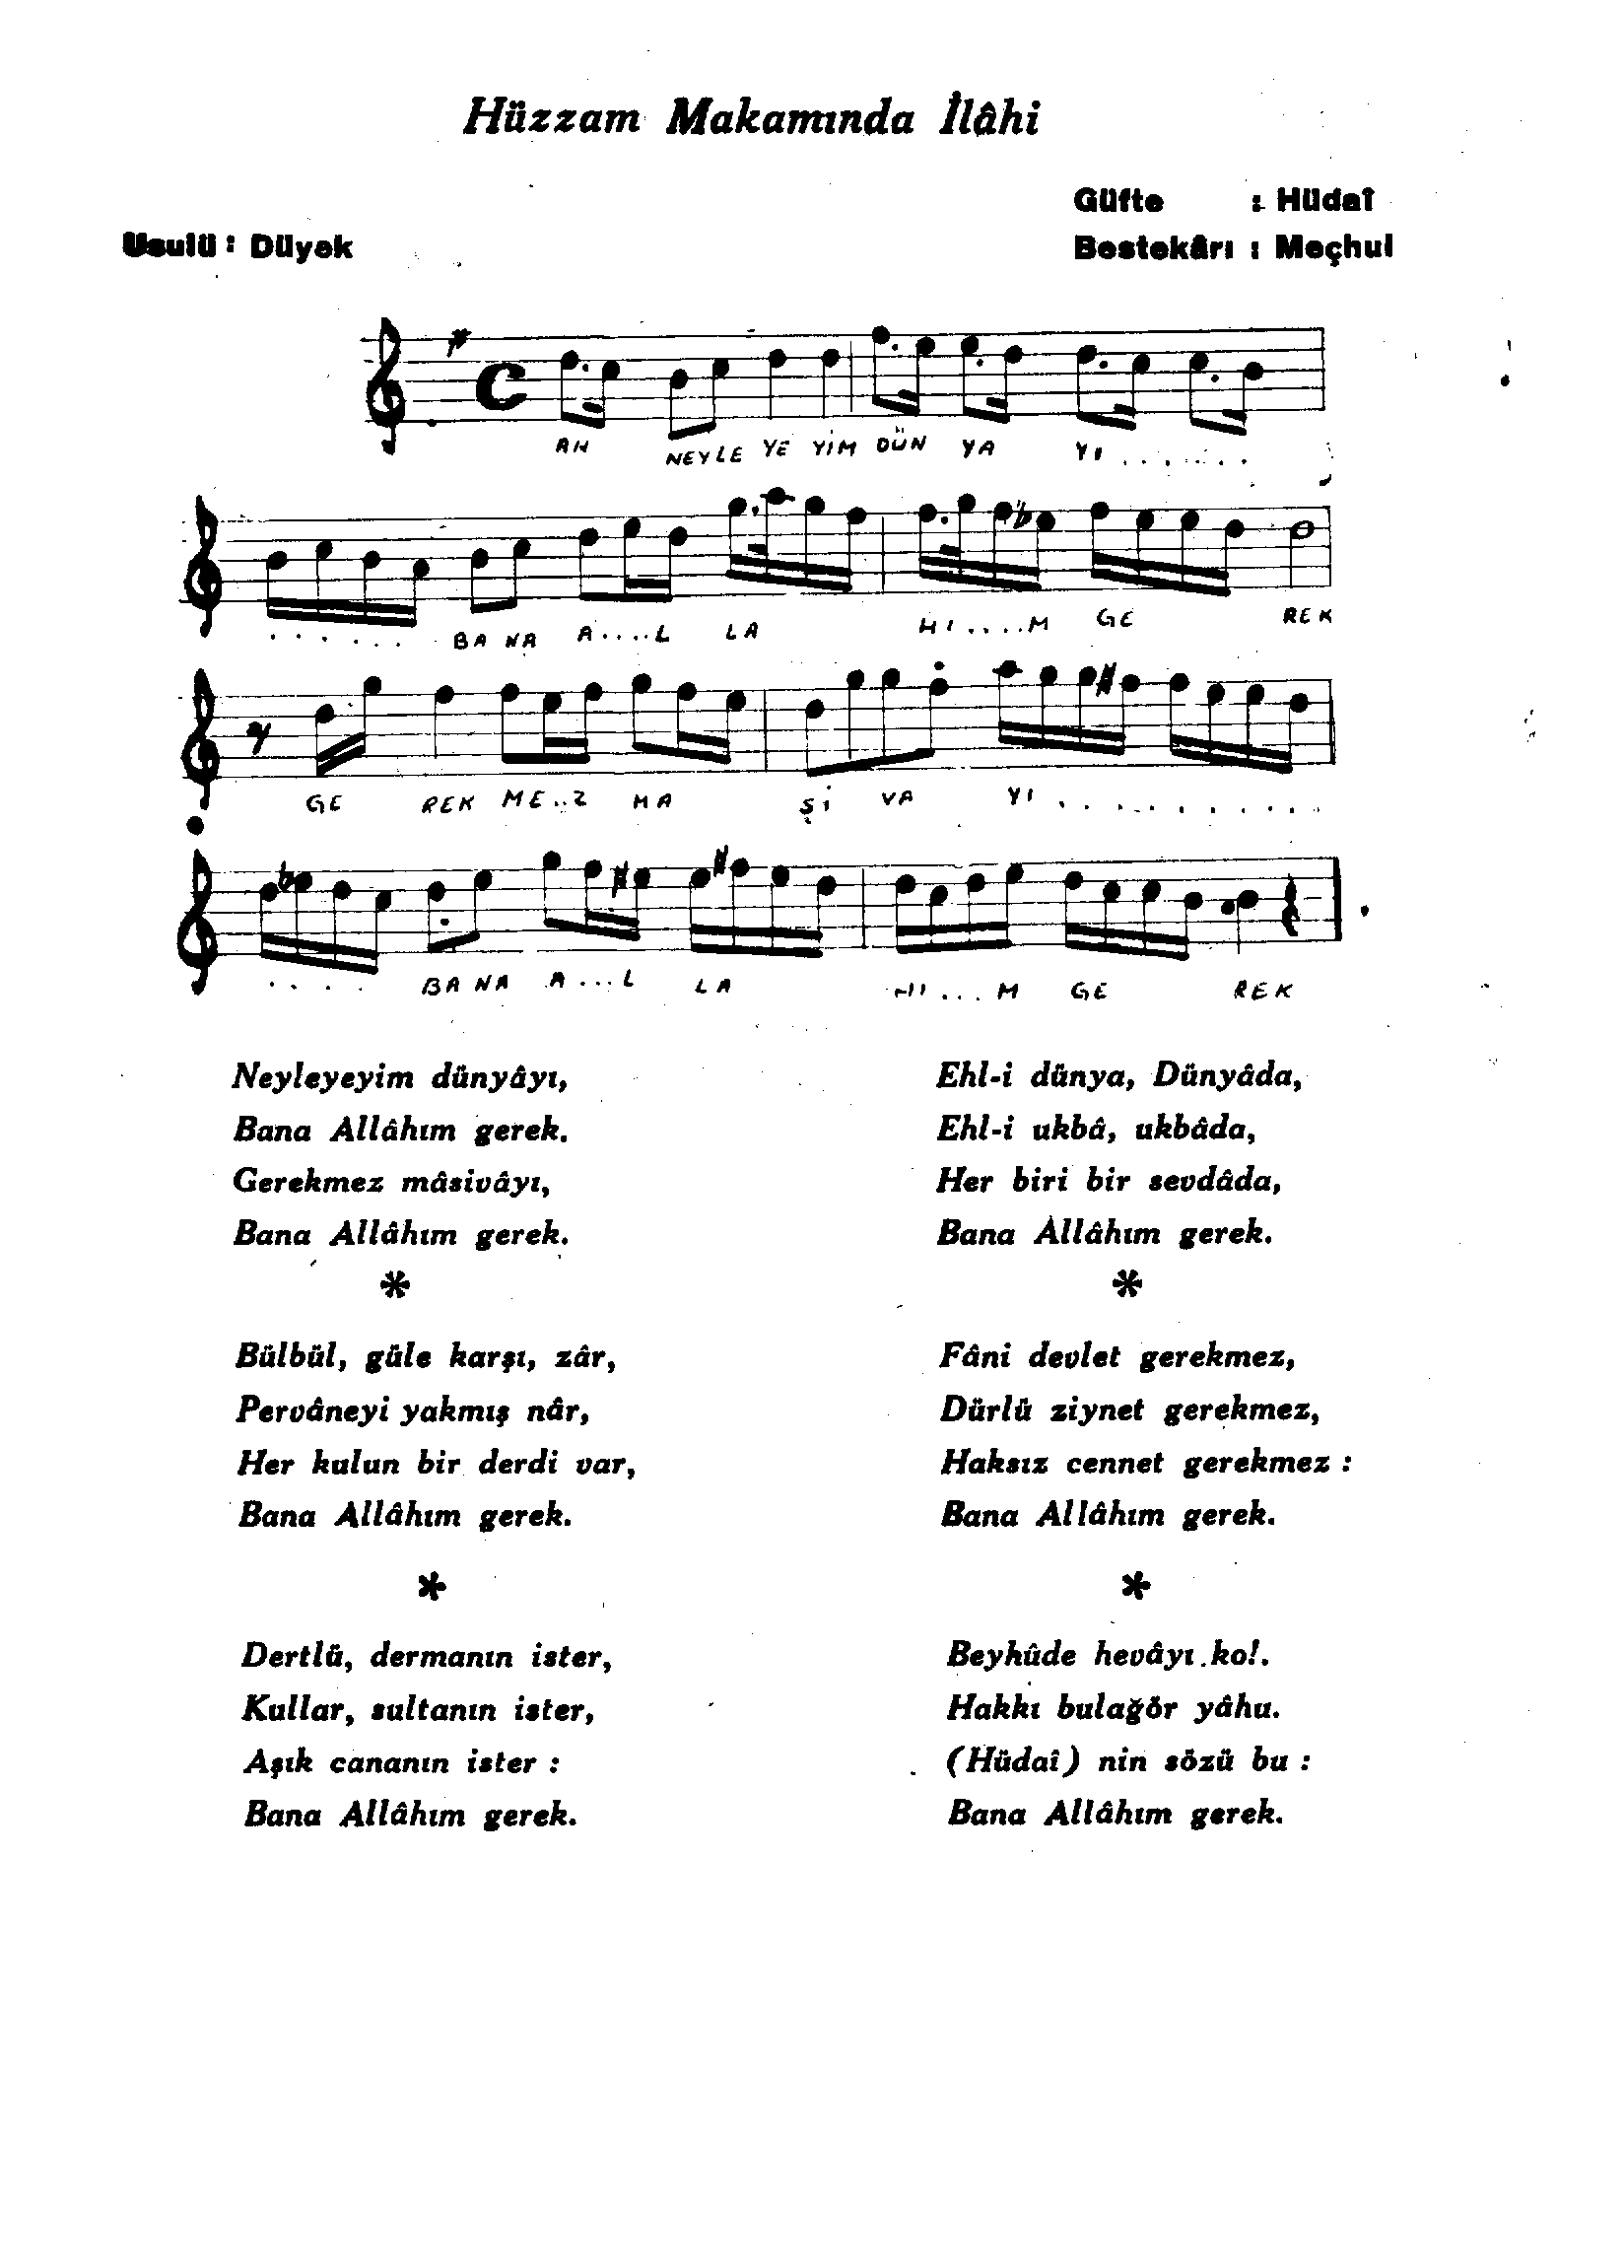 Hüzzam Makamında İlâhi
Güfte : Hüdaî
Usulü : Düyek
Bestekârı : Meçhul
AH NEYLE YE YİM DÜN YA YI . . . . . .
. . . . . . BA NA A....L LA HI....M GE REK
GE REK ME..Z MA Şİ VA YI . . . . . . . . .
. . . . BA NA A...L LA HI...M GE REK
Neyleyeyim dünyâyı,
Bana Allâhım gerek.
Gerekmez mâsivâyı,
Bana Allâhım gerek.
*
Bülbül, güle karşı, zâr,
Pervâneyi yakmış nâr,
Her kulun bir derdi var,
Bana Allâhım gerek.
*
Dertlü, dermanın ister,
Kullar, sultanın ister,
Aşık cananın ister :
Bana Allâhım gerek.
Ehl-i dünya, Dünyâda,
Ehl-i ukbâ, ukbâda,
Her biri bir sevdâda,
Bana Allâhım gerek.
*
Fâni devlet gerekmez,
Dürlü ziynet gerekmez,
Haksız cennet gerekmez :
Bana Allâhım gerek.
*
Beyhûde hevâyı ko!.
Hakkı bulağör yâhu.
(Hüdaî) nin sözü bu :
Bana Allâhım gerek.